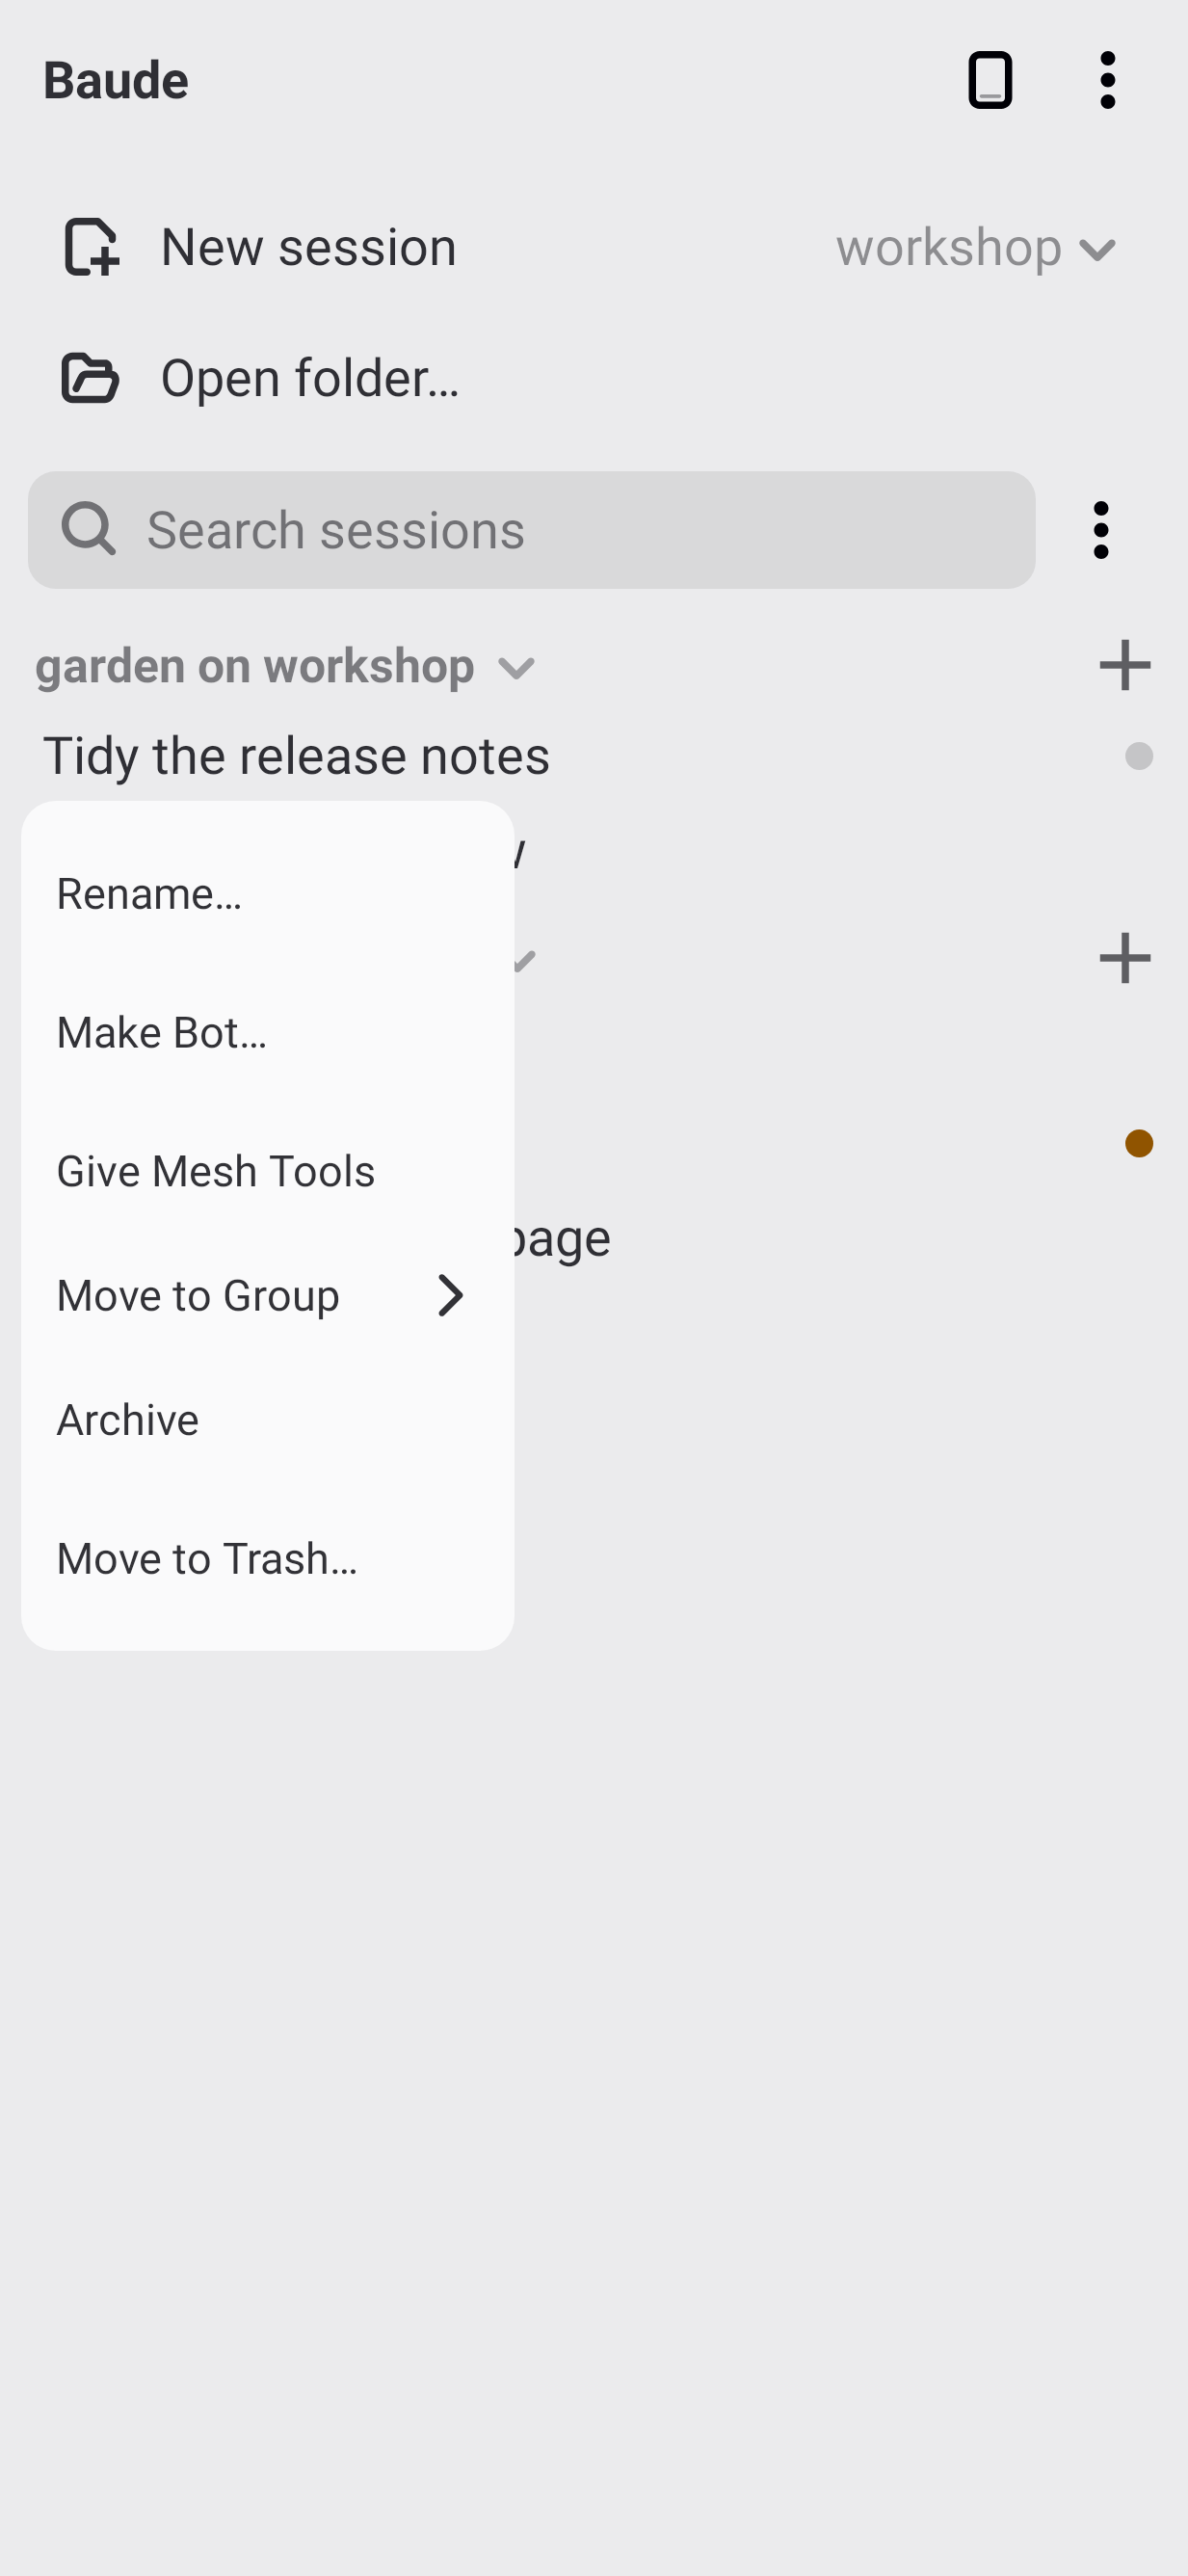 Baude
New session
workshop
Open folder…
Search sessions
garden on workshop
Tidy the release notes
Rename…
Make Bot…
Give Mesh Tools
page
Move to Group
Archive
Move to Trash…